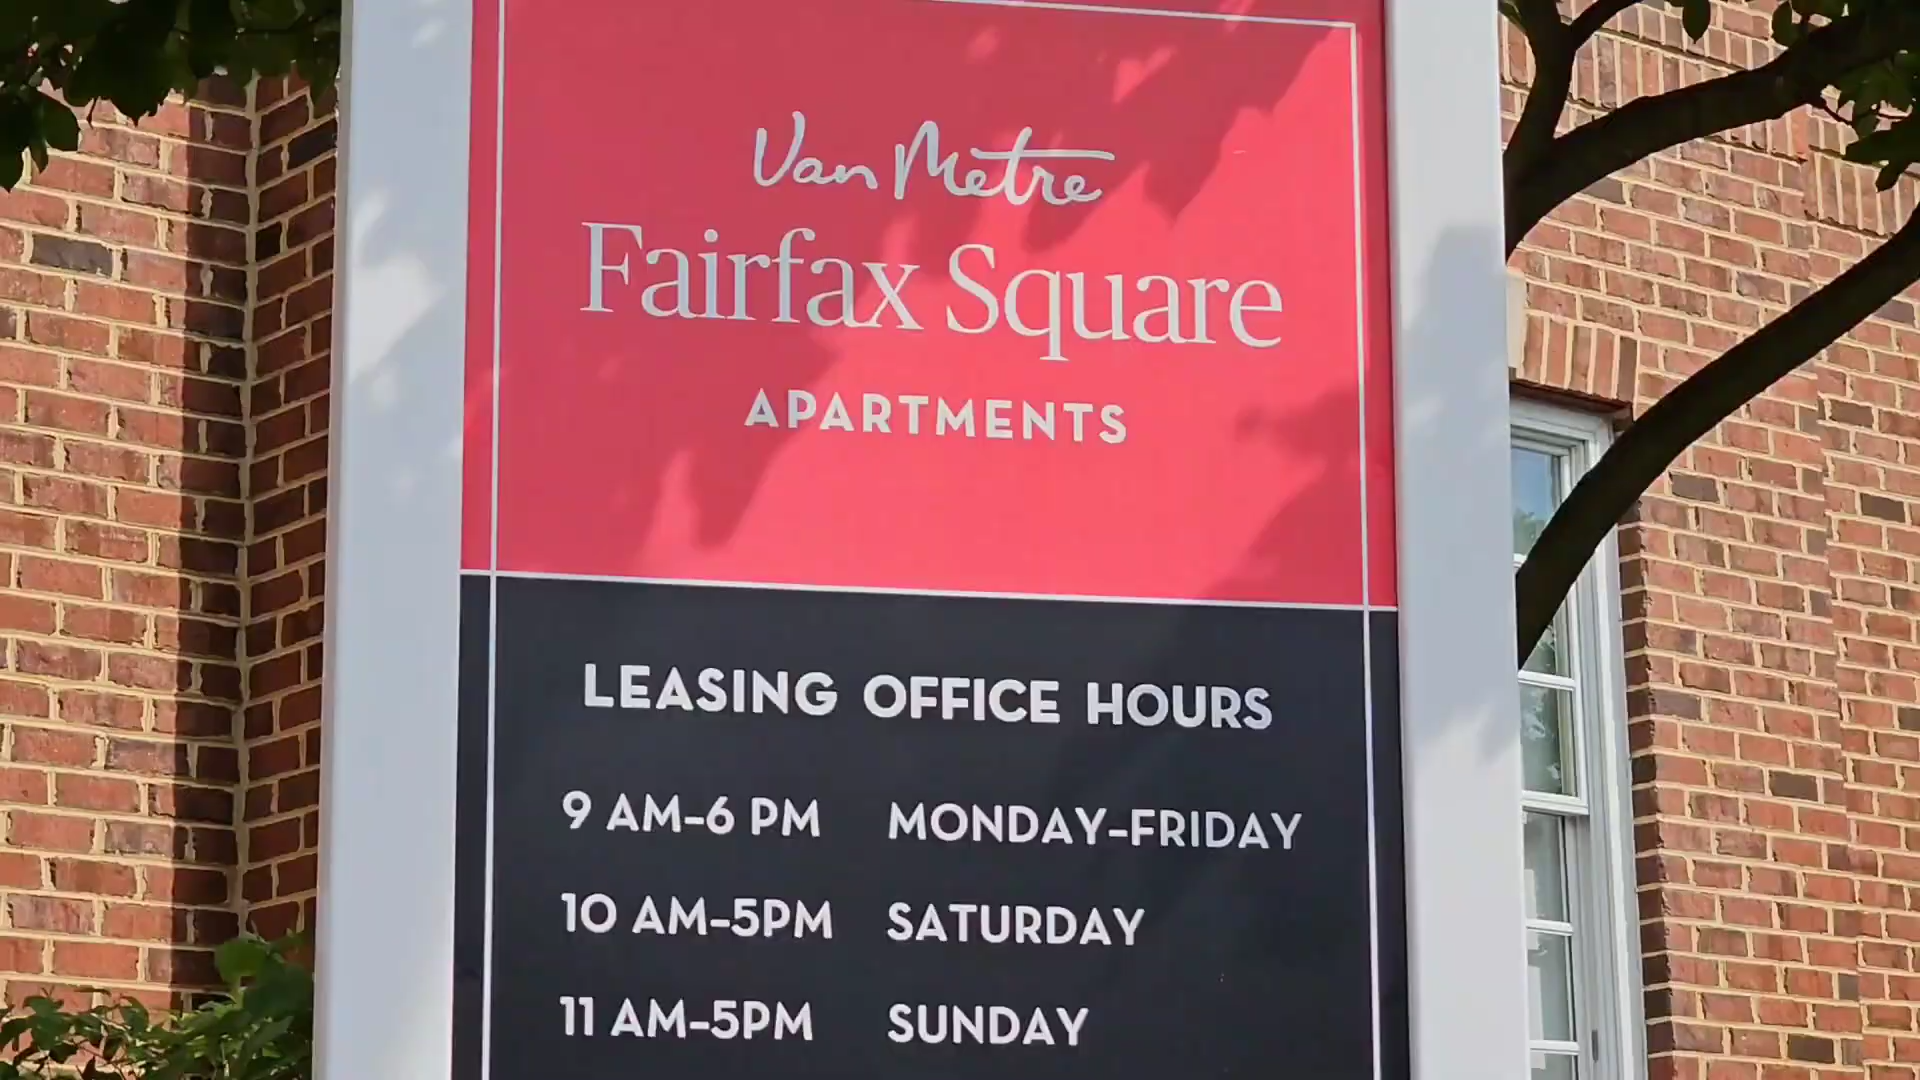 Van Metre
Fairfax Square
APARTMENTS
LEASING OFFICE HOURS
9 AM-6 PM MONDAY-FRIDAY
10 AM-5PM SATURDAY
11 AM-5PM SUNDAY